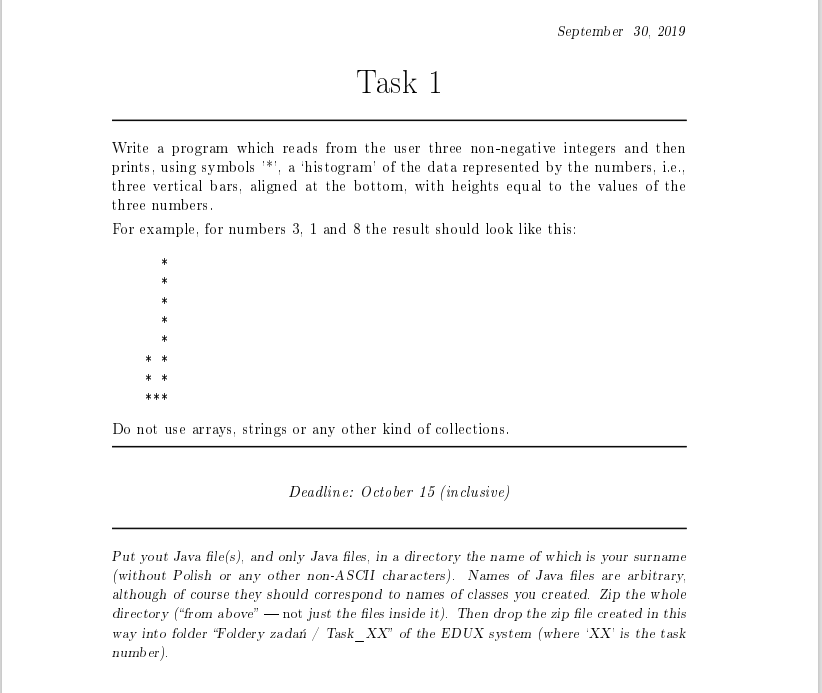 September 30, 2019
Task 1
Write a program which reads from the user three non-negative integers and then
prints, using symbols '*', a ‘histogram’ of the data represented by the numbers, i.e.,
three vertical bars, aligned at the bottom, with heights equal to the values of the
three numbers.
For example, for numbers 3, 1 and 8 the result should look like this:
  *
  *
  *
  *
  *
* *
* *
***
Do not use arrays, strings or any other kind of collections.
Deadline: October 15 (inclusive)
Put yout Java file(s), and only Java files, in a directory the name of which is your surname
(without Polish or any other non-ASCII characters). Names of Java files are arbitrary,
although of course they should correspond to names of classes you created. Zip the whole
directory (“from above” — not just the files inside it). Then drop the zip file created in this
way into folder “Foldery zadań / Task_XX” of the EDUX system (where ‘XX’ is the task
number).